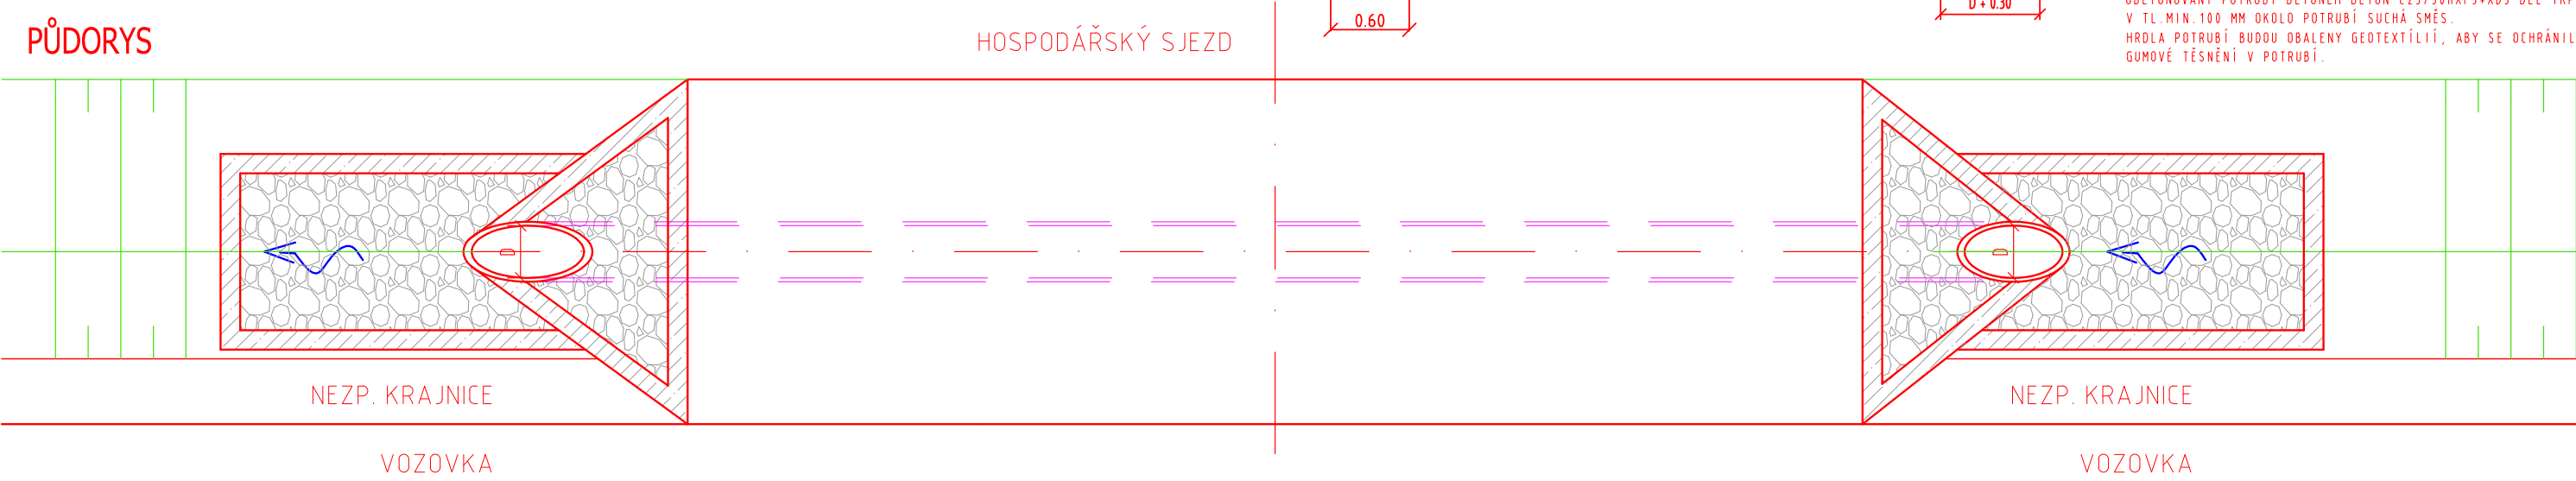 PŮDORYS
HOSPODÁŘSKÝ SJEZD
0.60
D + 0.30
V TL.MIN.100 MM OKOLO POTRUBÍ SUCHÁ SMĚS.
HRDLA POTRUBÍ BUDOU OBALENY GEOTEXTÍLIÍ, ABY SE OCHRÁNIL
GUMOVÉ TĚSNĚNÍ V POTRUBÍ.
D
D
NEZP. KRAJNICE
NEZP. KRAJNICE
VOZOVKA
VOZOVKA